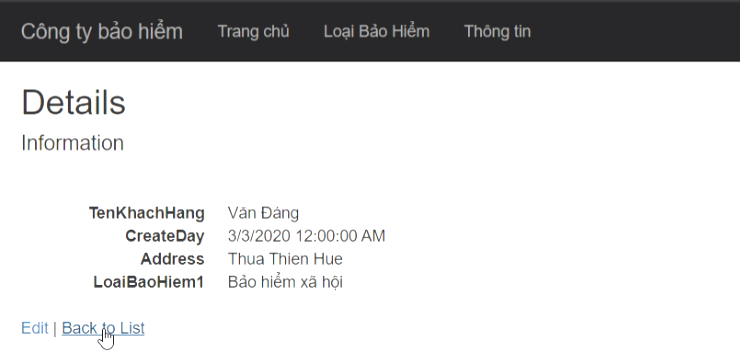 Công ty bảo hiểm Trang chủ Loại Bảo Hiểm Thông tin
Details
Information
TenKhachHang Văn Đáng
CreateDay 3/3/2020 12:00:00 AM
Address Thua Thien Hue
LoaiBaoHiem1 Bảo hiểm xã hội
Edit | Back to List